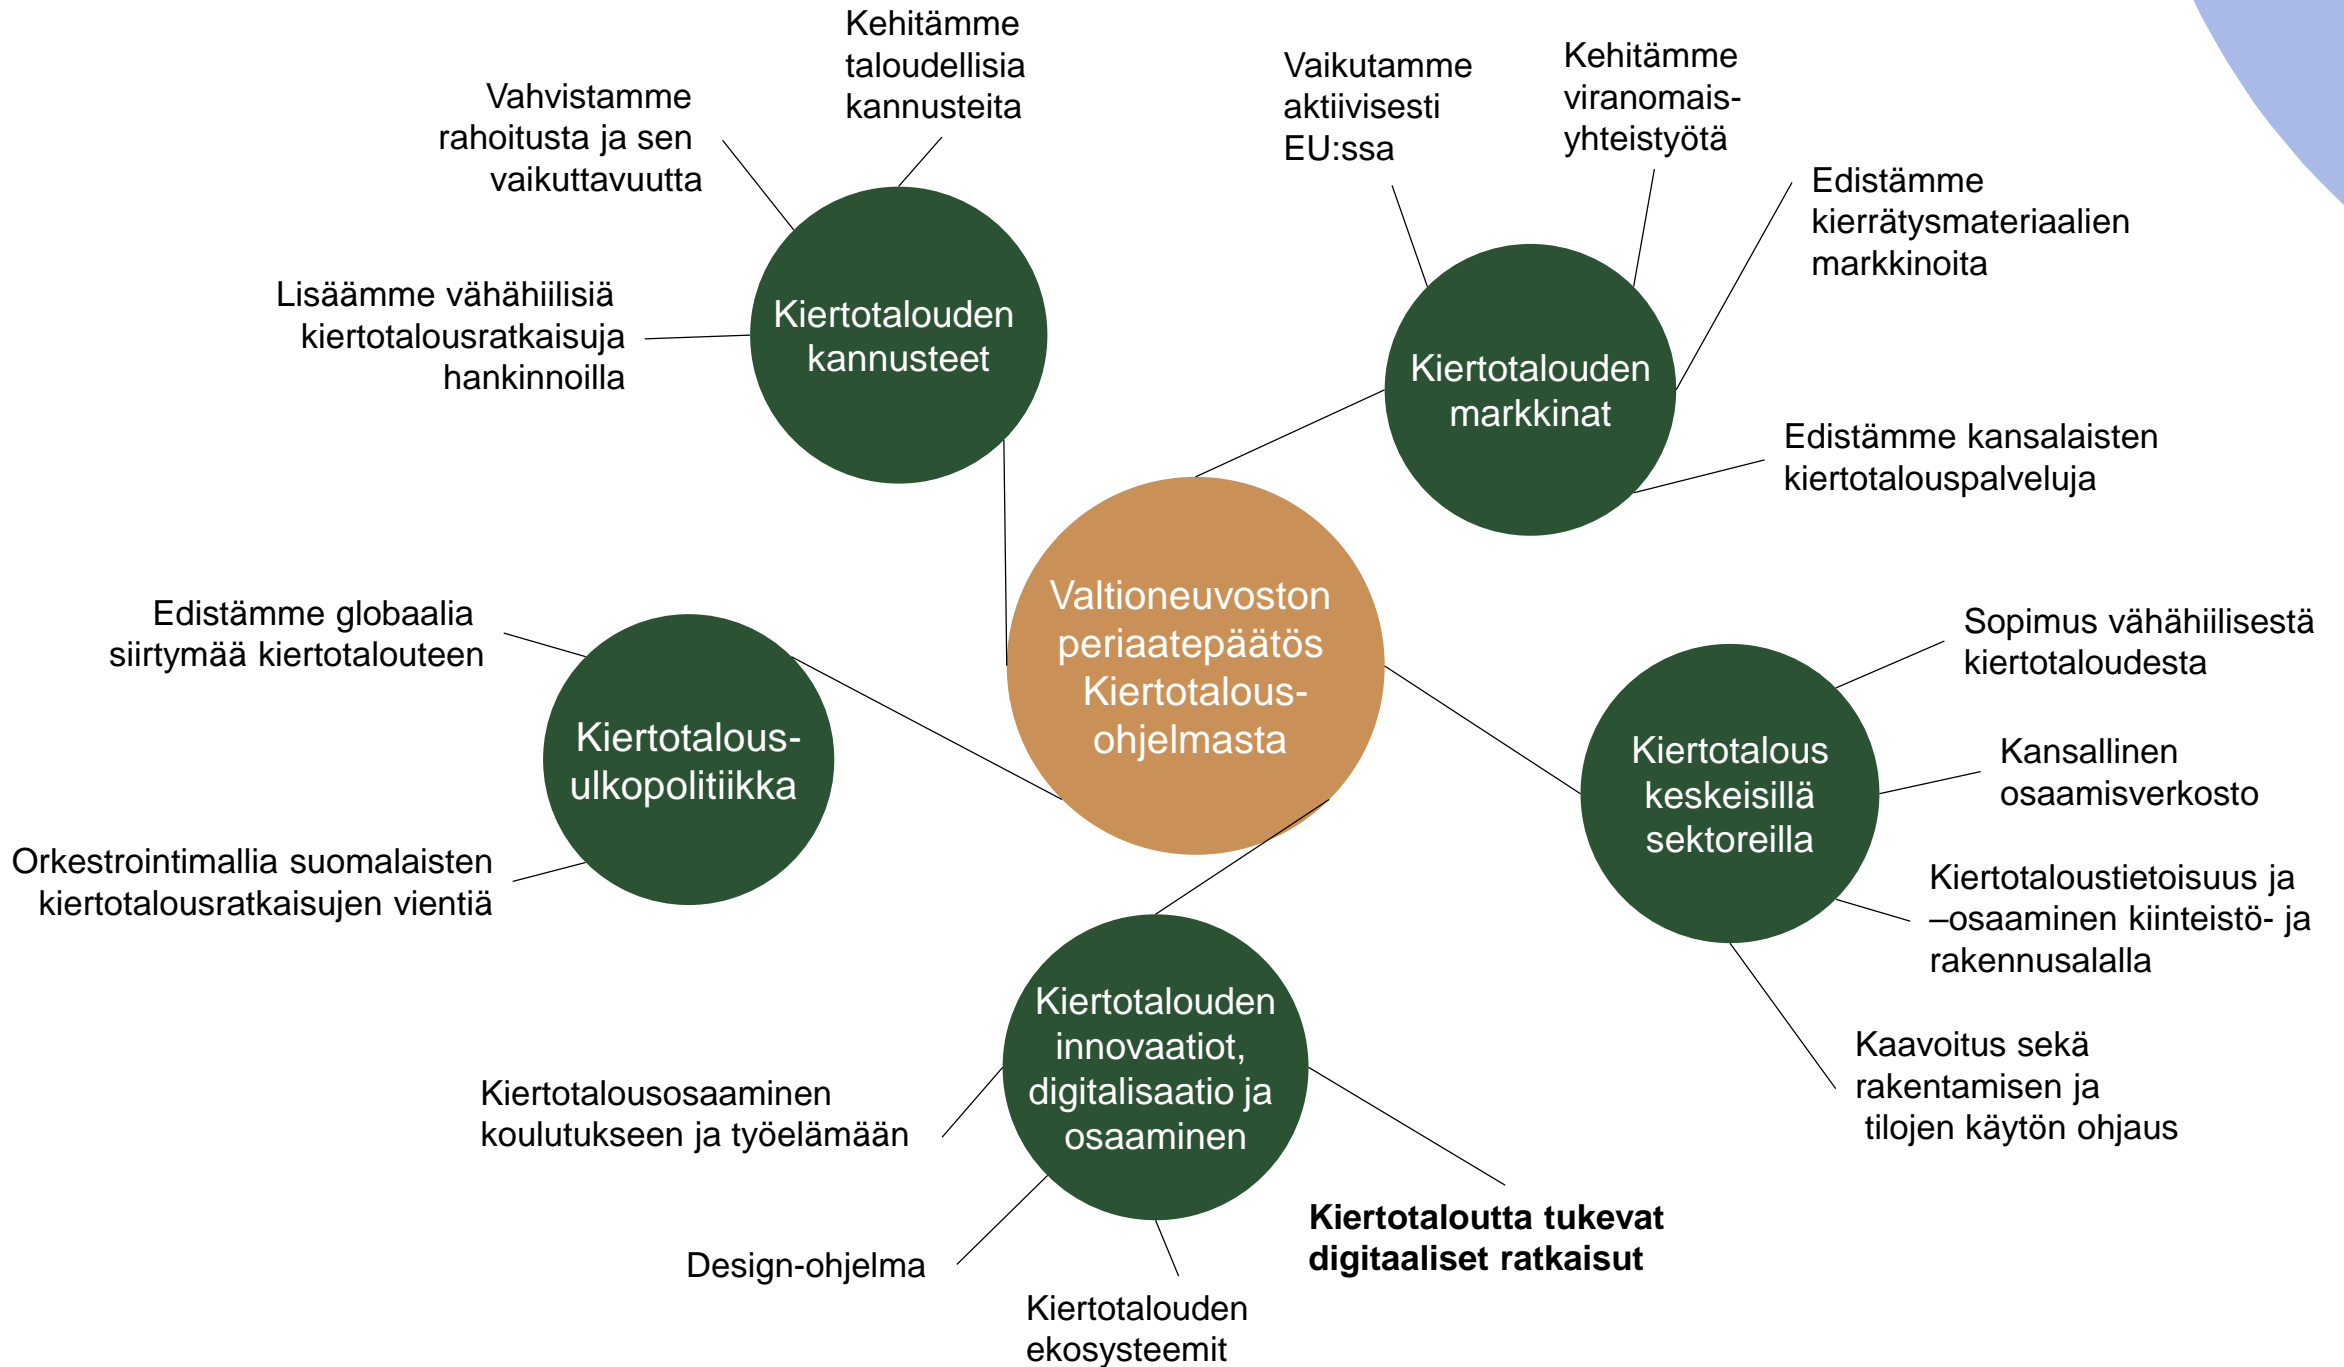 Kehitämme
taloudellisia
kannusteita
Vahvistamme
rahoitusta ja sen
vaikuttavuutta
Lisäämme vähähiilisiä
kiertotalousratkaisuja
hankinnoilla
Kiertotalouden
kannusteet
Vaikutamme
aktiivisesti
EU:ssa
Kehitämme
viranomais-
yhteistyötä
Edistämme
kierrätysmateriaalien
markkinoita
Edistämme kansalaisten
kiertotalouspalveluja
Kiertotalouden
markkinat
Valtioneuvoston
periaatepäätös
Kiertotalous-
ohjelmasta
Edistämme globaalia
siirtymää kiertotalouteen
Kiertotalous-
ulkopolitiikka
Orkestrointimallia suomalaisten
kiertotalousratkaisujen vientiä
Sopimus vähähiilisestä
kiertotaloudesta
Kansallinen
osaamisverkosto
Kiertotalous
keskeisillä
sektoreilla
Kiertotaloustietoisuus ja
–osaaminen kiinteistö- ja
rakennusalalla
Kaavoitus sekä
rakentamisen ja
tilojen käytön ohjaus
Kiertotalouden
innovaatiot,
digitalisaatio ja
osaaminen
Kiertotalousosaaminen
koulutukseen ja työelämään
Design-ohjelma
Kiertotalouden
ekosysteemit
Kiertotaloutta tukevat
digitaaliset ratkaisut